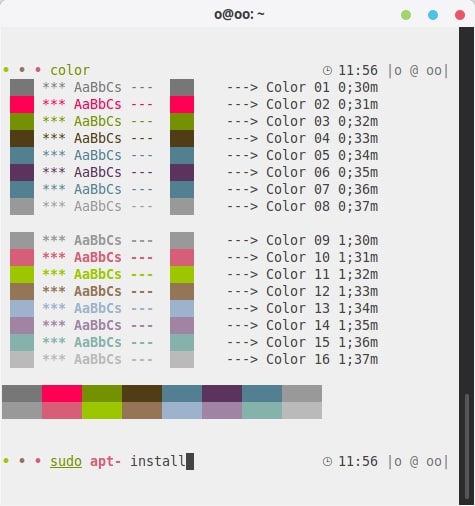 o@oo: ~
• • • color 11:56 |o @ oo|
*** AaBbCs --- ---> Color 01 0;30m
*** AaBbCs --- ---> Color 02 0;31m
*** AaBbCs --- ---> Color 03 0;32m
*** AaBbCs --- ---> Color 04 0;33m
*** AaBbCs --- ---> Color 05 0;34m
*** AaBbCs --- ---> Color 06 0;35m
*** AaBbCs --- ---> Color 07 0;36m
*** AaBbCs --- ---> Color 08 0;37m
*** AaBbCs --- ---> Color 09 1;30m
*** AaBbCs --- ---> Color 10 1;31m
*** AaBbCs --- ---> Color 11 1;32m
*** AaBbCs --- ---> Color 12 1;33m
*** AaBbCs --- ---> Color 13 1;34m
*** AaBbCs --- ---> Color 14 1;35m
*** AaBbCs --- ---> Color 15 1;36m
*** AaBbCs --- ---> Color 16 1;37m
• • • sudo apt- install 11:56 |o @ oo|